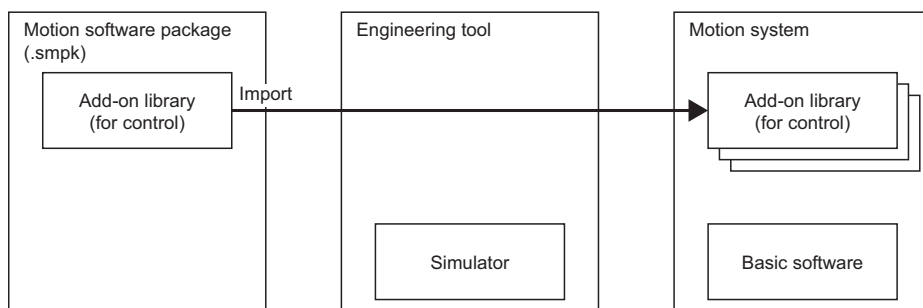 Motion software package
(.smpk)
Engineering tool
Motion system
Add-on library
(for control)
Import
Add-on library
(for control)
Simulator
Basic software